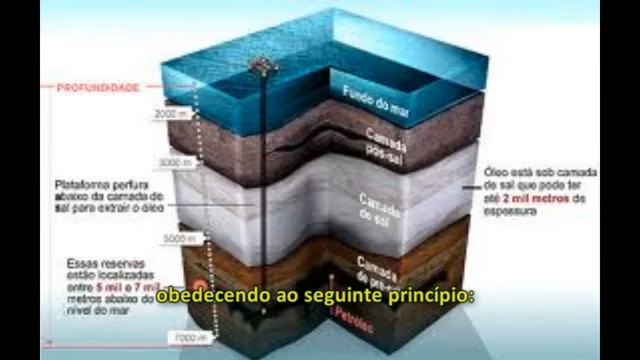 PROFUNDIDADE
Fundo do mar
2000 m
Camada
pós-sal
3000 m
Plataforma perfura
abaixo da camada de
sal para extrair o óleo
Óleo está sob camada
de sal que pode ter
até 2 mil metros de
espessura
Camada
de sal
5000 m
Essas reservas
estão localizadas
entre 5 mil e 7 mil
metros abaixo do
nível do mar
Camada
de pré-sal
obedecendo ao seguinte princípio:
Petróleo
7000 m